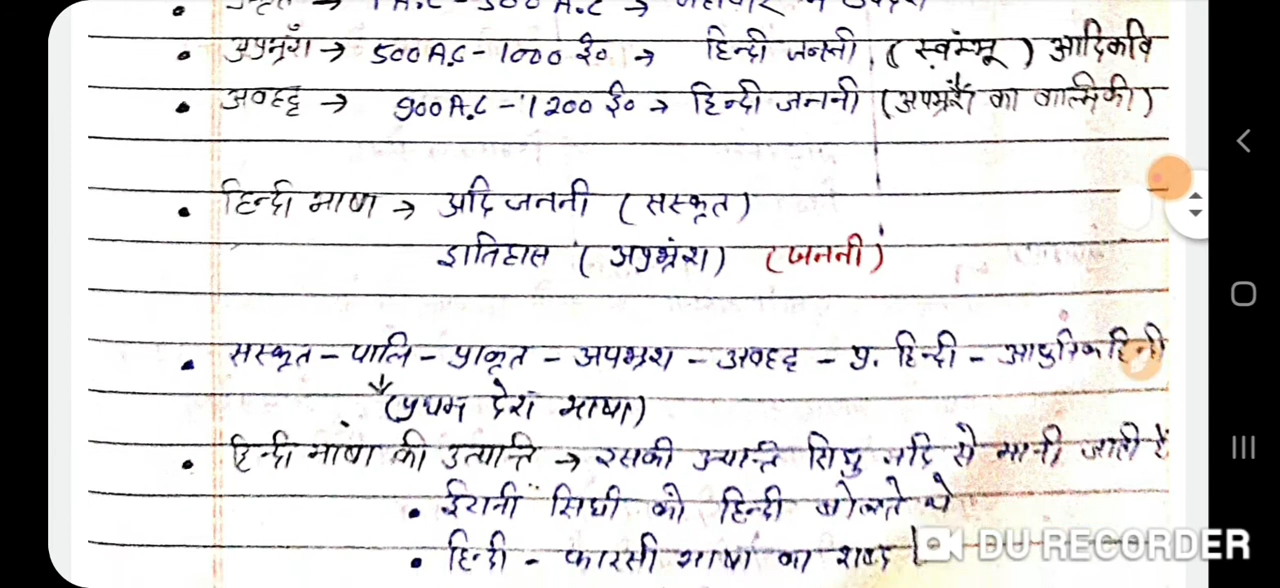 • अपभ्रंश → 500 A.C - 1000 ई० → हिन्दी जननी, (स्वंम्भू) आदिकवि
• अवहट्ट → 900 A.C - 1200 ई० → हिन्दी जननी (अपभ्रंश का वाल्मिकी)
• हिन्दी भाषा → आदि जननी (संस्कृत)
इतिहास (अपभ्रंश) (जननी)
• संस्कृत - पालि - प्राकृत - अपभ्रंश - अवहट्ट - प्रा. हिन्दी - आधुनिक हिन्दी
(प्रथम देश भाषा)
• हिन्दी भाषा की उत्पत्ति → इसकी उत्पत्ति सिंधु नदि से मानी जाती है
• ईरानी सिंधी को हिन्दी बोलते थे
• हिन्दी - फारसी भाषा का शब्द
DU RECORDER